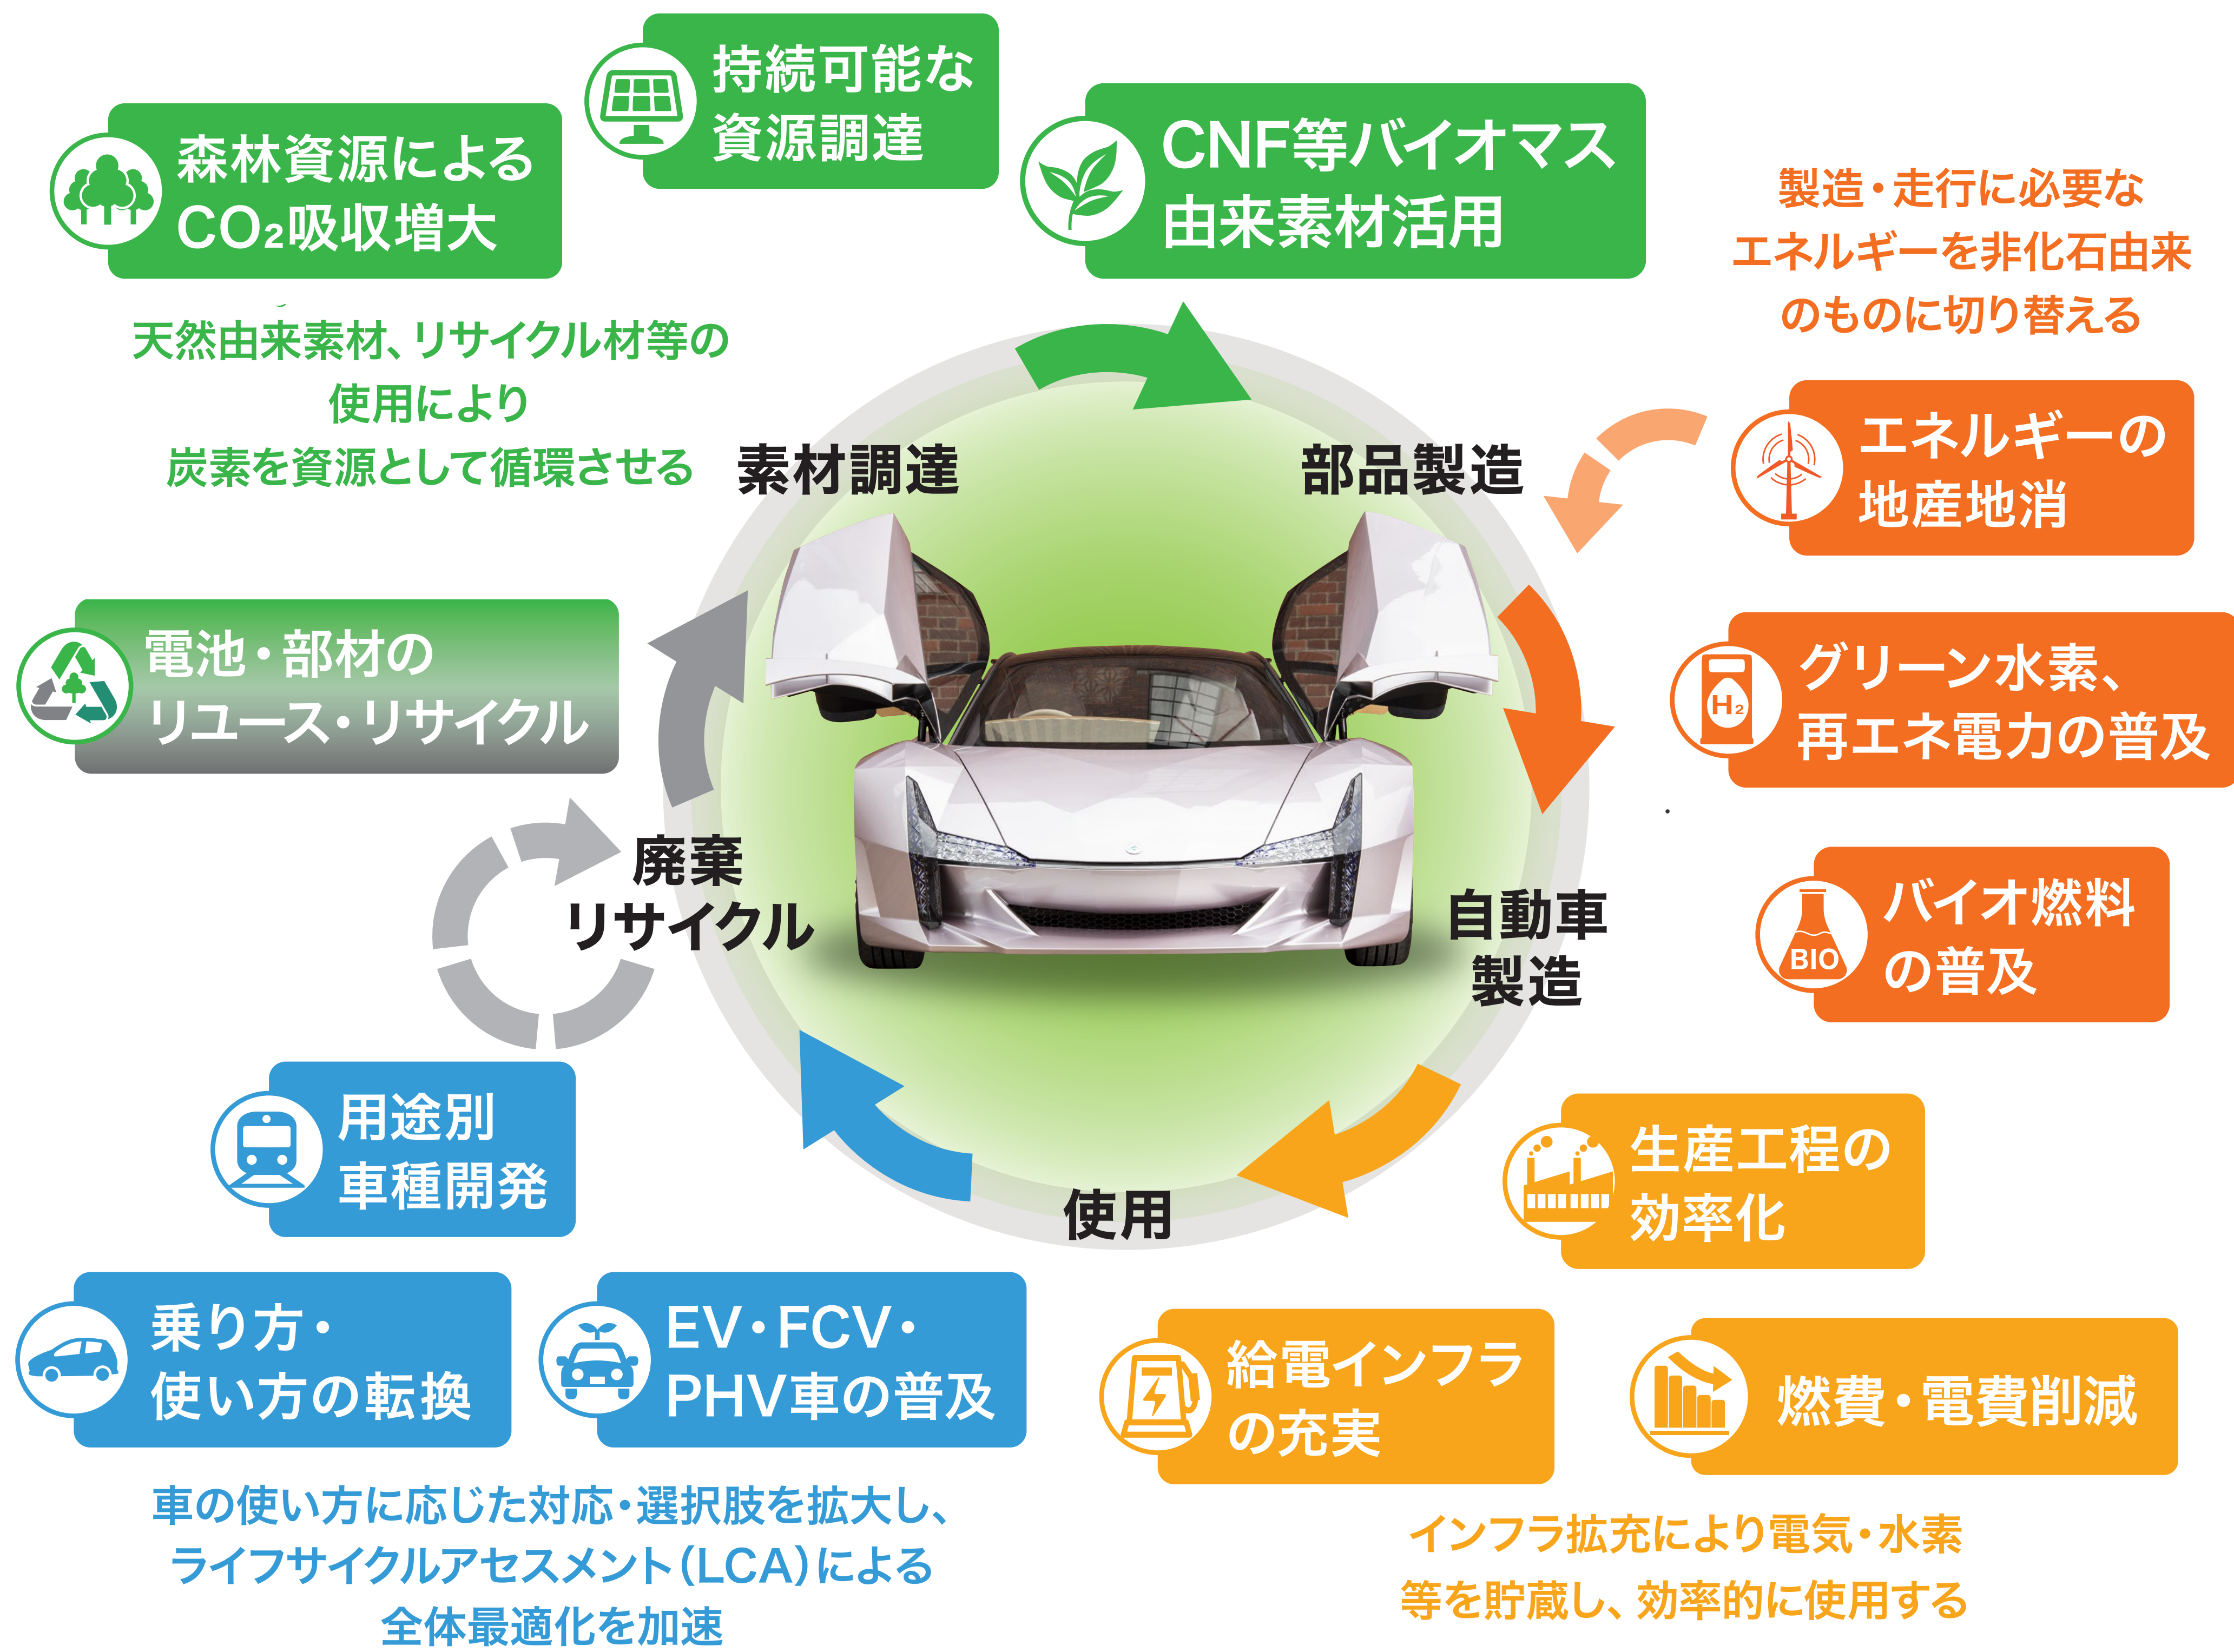 持続可能な
資源調達
森林資源による
CO₂吸収増大
CNF等バイオマス
由来素材活用
天然由来素材、リサイクル材等の
使用により
炭素を資源として循環させる
製造・走行に必要な
エネルギーを非化石由来
のものに切り替える
素材調達
部品製造
エネルギーの
地産地消
電池・部材の
リユース・リサイクル
H₂
グリーン水素、
再エネ電力の普及
廃棄
リサイクル
自動車
製造
BIO
バイオ燃料
の普及
用途別
車種開発
使用
生産工程の
効率化
乗り方・
使い方の転換
EV・FCV・
PHV車の普及
給電インフラ
の充実
燃費・電費削減
車の使い方に応じた対応・選択肢を拡大し、
ライフサイクルアセスメント（LCA）による
全体最適化を加速
インフラ拡充により電気・水素
等を貯蔵し、効率的に使用する